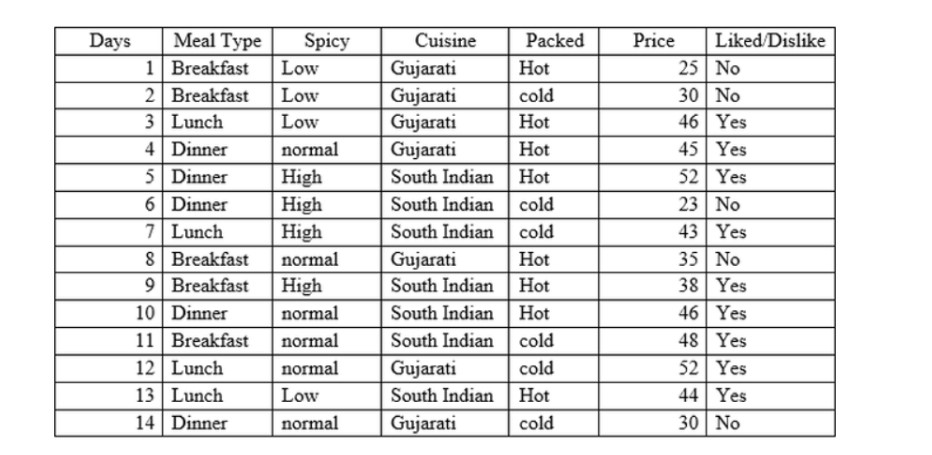 Days Meal Type Spicy Cuisine Packed Price Liked/Dislike
1 Breakfast Low Gujarati Hot 25 No
2 Breakfast Low Gujarati cold 30 No
3 Lunch Low Gujarati Hot 46 Yes
4 Dinner normal Gujarati Hot 45 Yes
5 Dinner High South Indian Hot 52 Yes
6 Dinner High South Indian cold 23 No
7 Lunch High South Indian cold 43 Yes
8 Breakfast normal Gujarati Hot 35 No
9 Breakfast High South Indian Hot 38 Yes
10 Dinner normal South Indian Hot 46 Yes
11 Breakfast normal South Indian cold 48 Yes
12 Lunch normal Gujarati cold 52 Yes
13 Lunch Low South Indian Hot 44 Yes
14 Dinner normal Gujarati cold 30 No